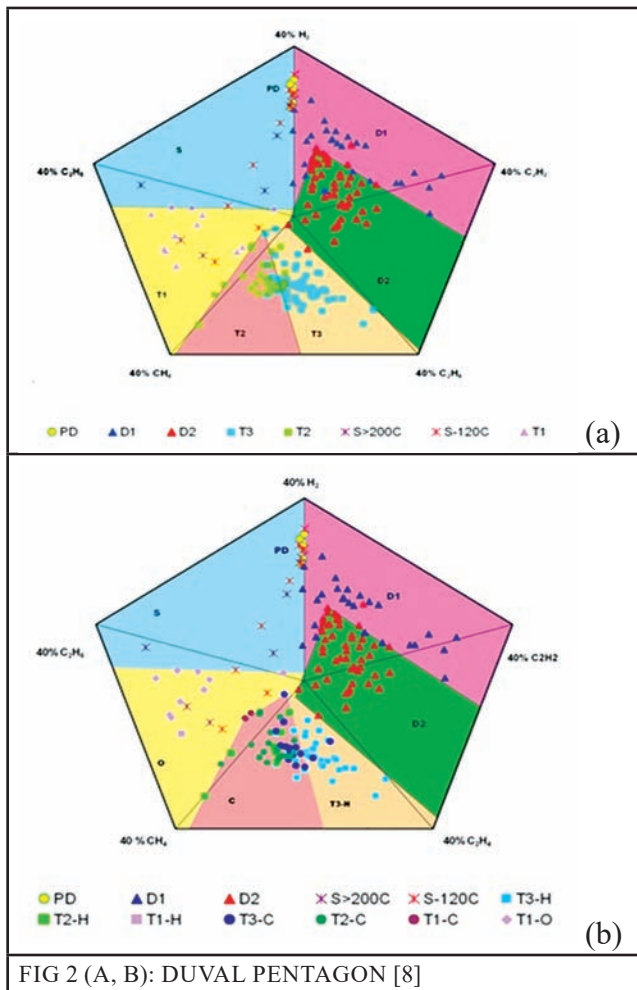 40% H₂
PD
D1
S
40% C₂H₆
40% C₂H₂
D2
T1
T2
T3
40% CH₄
40% C₂H₄
PD D1 D2 T3 T2 S>200C S-120C T1
(a)
40% H₂
PD
D1
S
40% C₂H₆
40% C2H2
D2
O
C
T3-H
40 % CH₄
40% C₂H₄
PD D1 D2 S>200C S-120C T3-H
T2-H T1-H T3-C T2-C T1-C T1-O
(b)
FIG 2 (A, B): DUVAL PENTAGON [8]